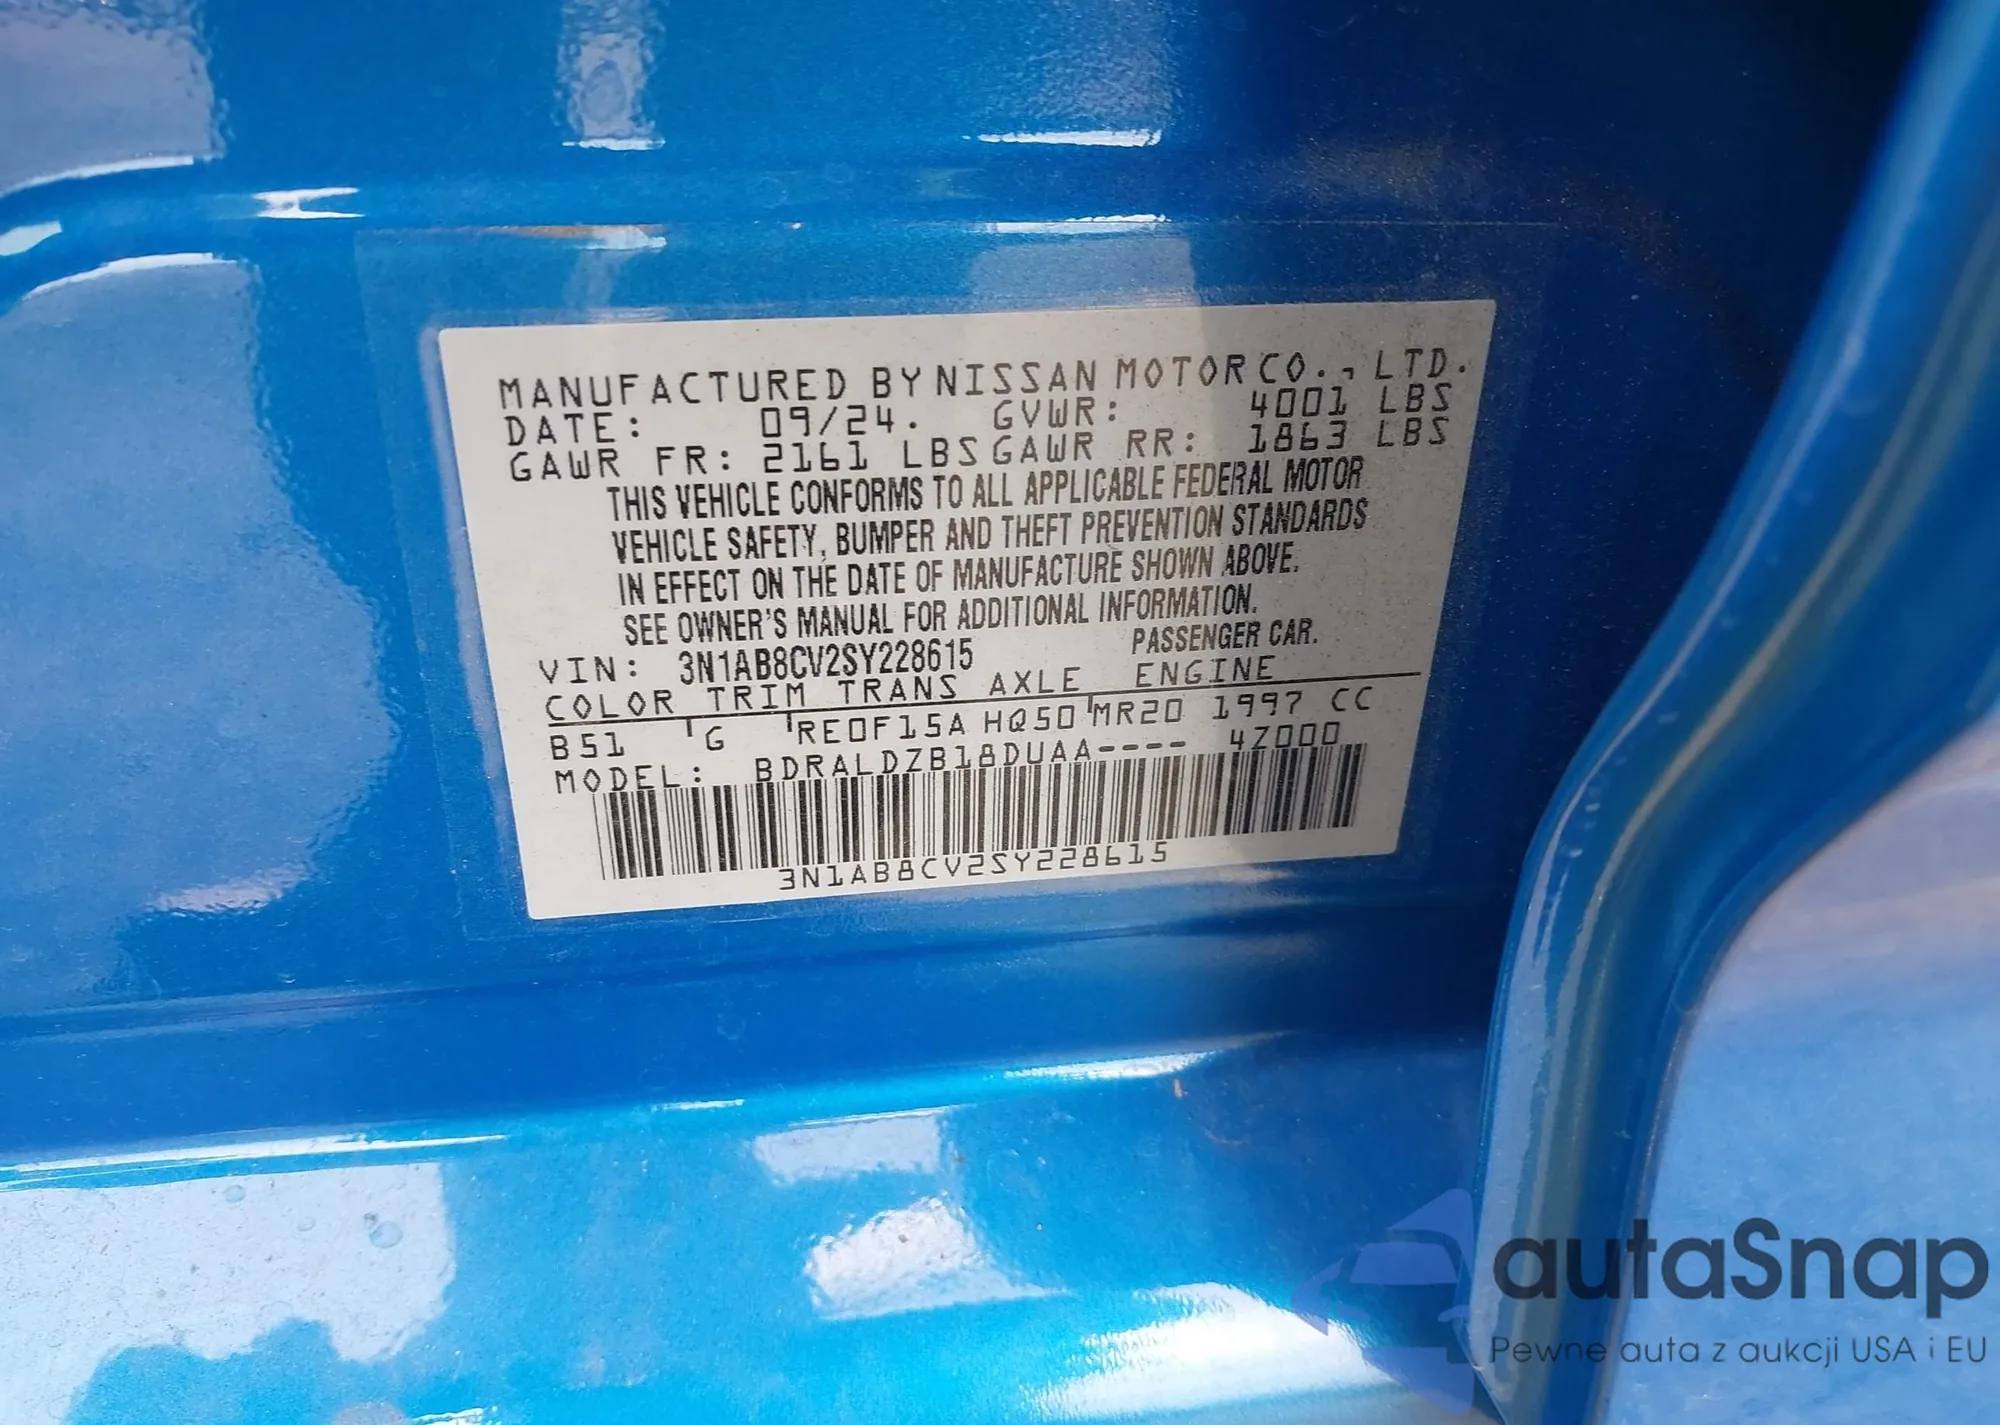 MANUFACTURED BY NISSAN MOTOR CO., LTD.
DATE: 09/24. GVWR: 4001 LBS
GAWR FR: 2161 LBS GAWR RR: 1863 LBS
THIS VEHICLE CONFORMS TO ALL APPLICABLE FEDERAL MOTOR
VEHICLE SAFETY, BUMPER AND THEFT PREVENTION STANDARDS
IN EFFECT ON THE DATE OF MANUFACTURE SHOWN ABOVE.
SEE OWNER'S MANUAL FOR ADDITIONAL INFORMATION.
VIN: 3N1AB8CV2SY228615 PASSENGER CAR.
COLOR TRIM TRANS AXLE ENGINE
B51 G RE0F15A HQ50 MR20 1997 CC
MODEL: BDRALDZB18DUAA---- 4Z000
3N1AB8CV2SY228615
autaSnap
Pewne auta z aukcji USA i EU